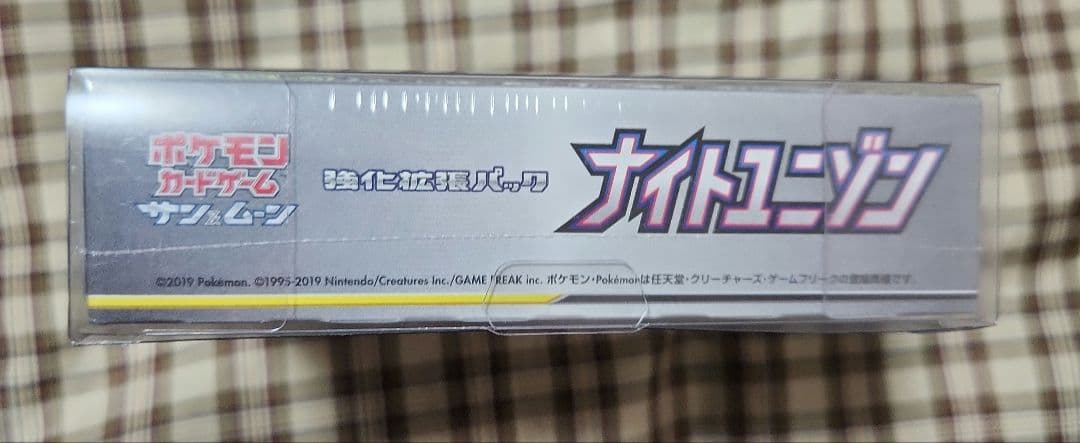 ポケモン
カードゲーム
サン&ムーン
強化拡張パック
ナイトユニゾン
©2019 Pokémon. ©1995-2019 Nintendo/Creatures Inc./GAME FREAK inc. ポケモン・Pokémonは任天堂・クリーチャーズ・ゲームフリークの登録商標です。